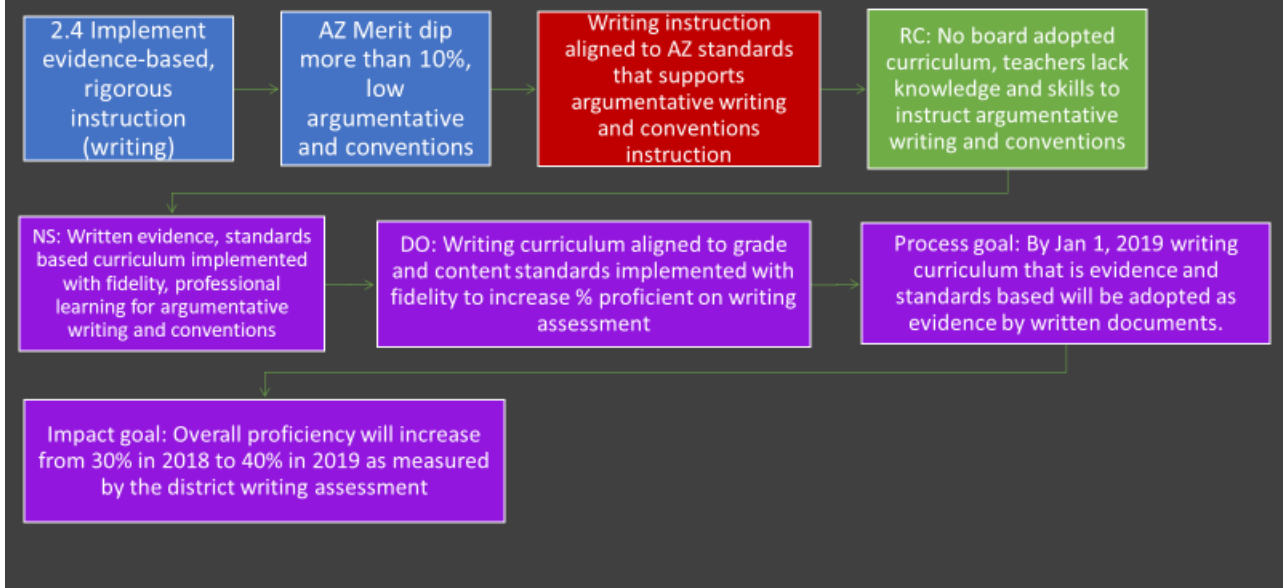 2.4 Implement
evidence-based,
rigorous
instruction
(writing)
AZ Merit dip
more than 10%,
low
argumentative
and conventions
Writing instruction
aligned to AZ standards
that supports
argumentative writing
and conventions
instruction
RC: No board adopted
curriculum, teachers lack
knowledge and skills to
instruct argumentative
writing and conventions
NS: Written evidence, standards
based curriculum implemented
with fidelity, professional
learning for argumentative
writing and conventions
DO: Writing curriculum aligned to grade
and content standards implemented with
fidelity to increase % proficient on writing
assessment
Process goal: By Jan 1, 2019 writing
curriculum that is evidence and
standards based will be adopted as
evidence by written documents.
Impact goal: Overall proficiency will increase
from 30% in 2018 to 40% in 2019 as measured
by the district writing assessment